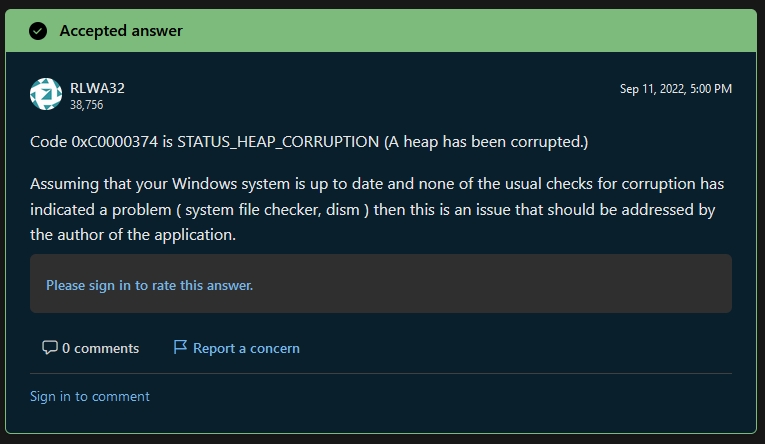 Accepted answer
RLWA32
38,756
Sep 11, 2022, 5:00 PM
Code 0xC0000374 is STATUS_HEAP_CORRUPTION (A heap has been corrupted.)
Assuming that your Windows system is up to date and none of the usual checks for corruption has
indicated a problem ( system file checker, dism ) then this is an issue that should be addressed by
the author of the application.
Please sign in to rate this answer.
0 comments
Report a concern
Sign in to comment